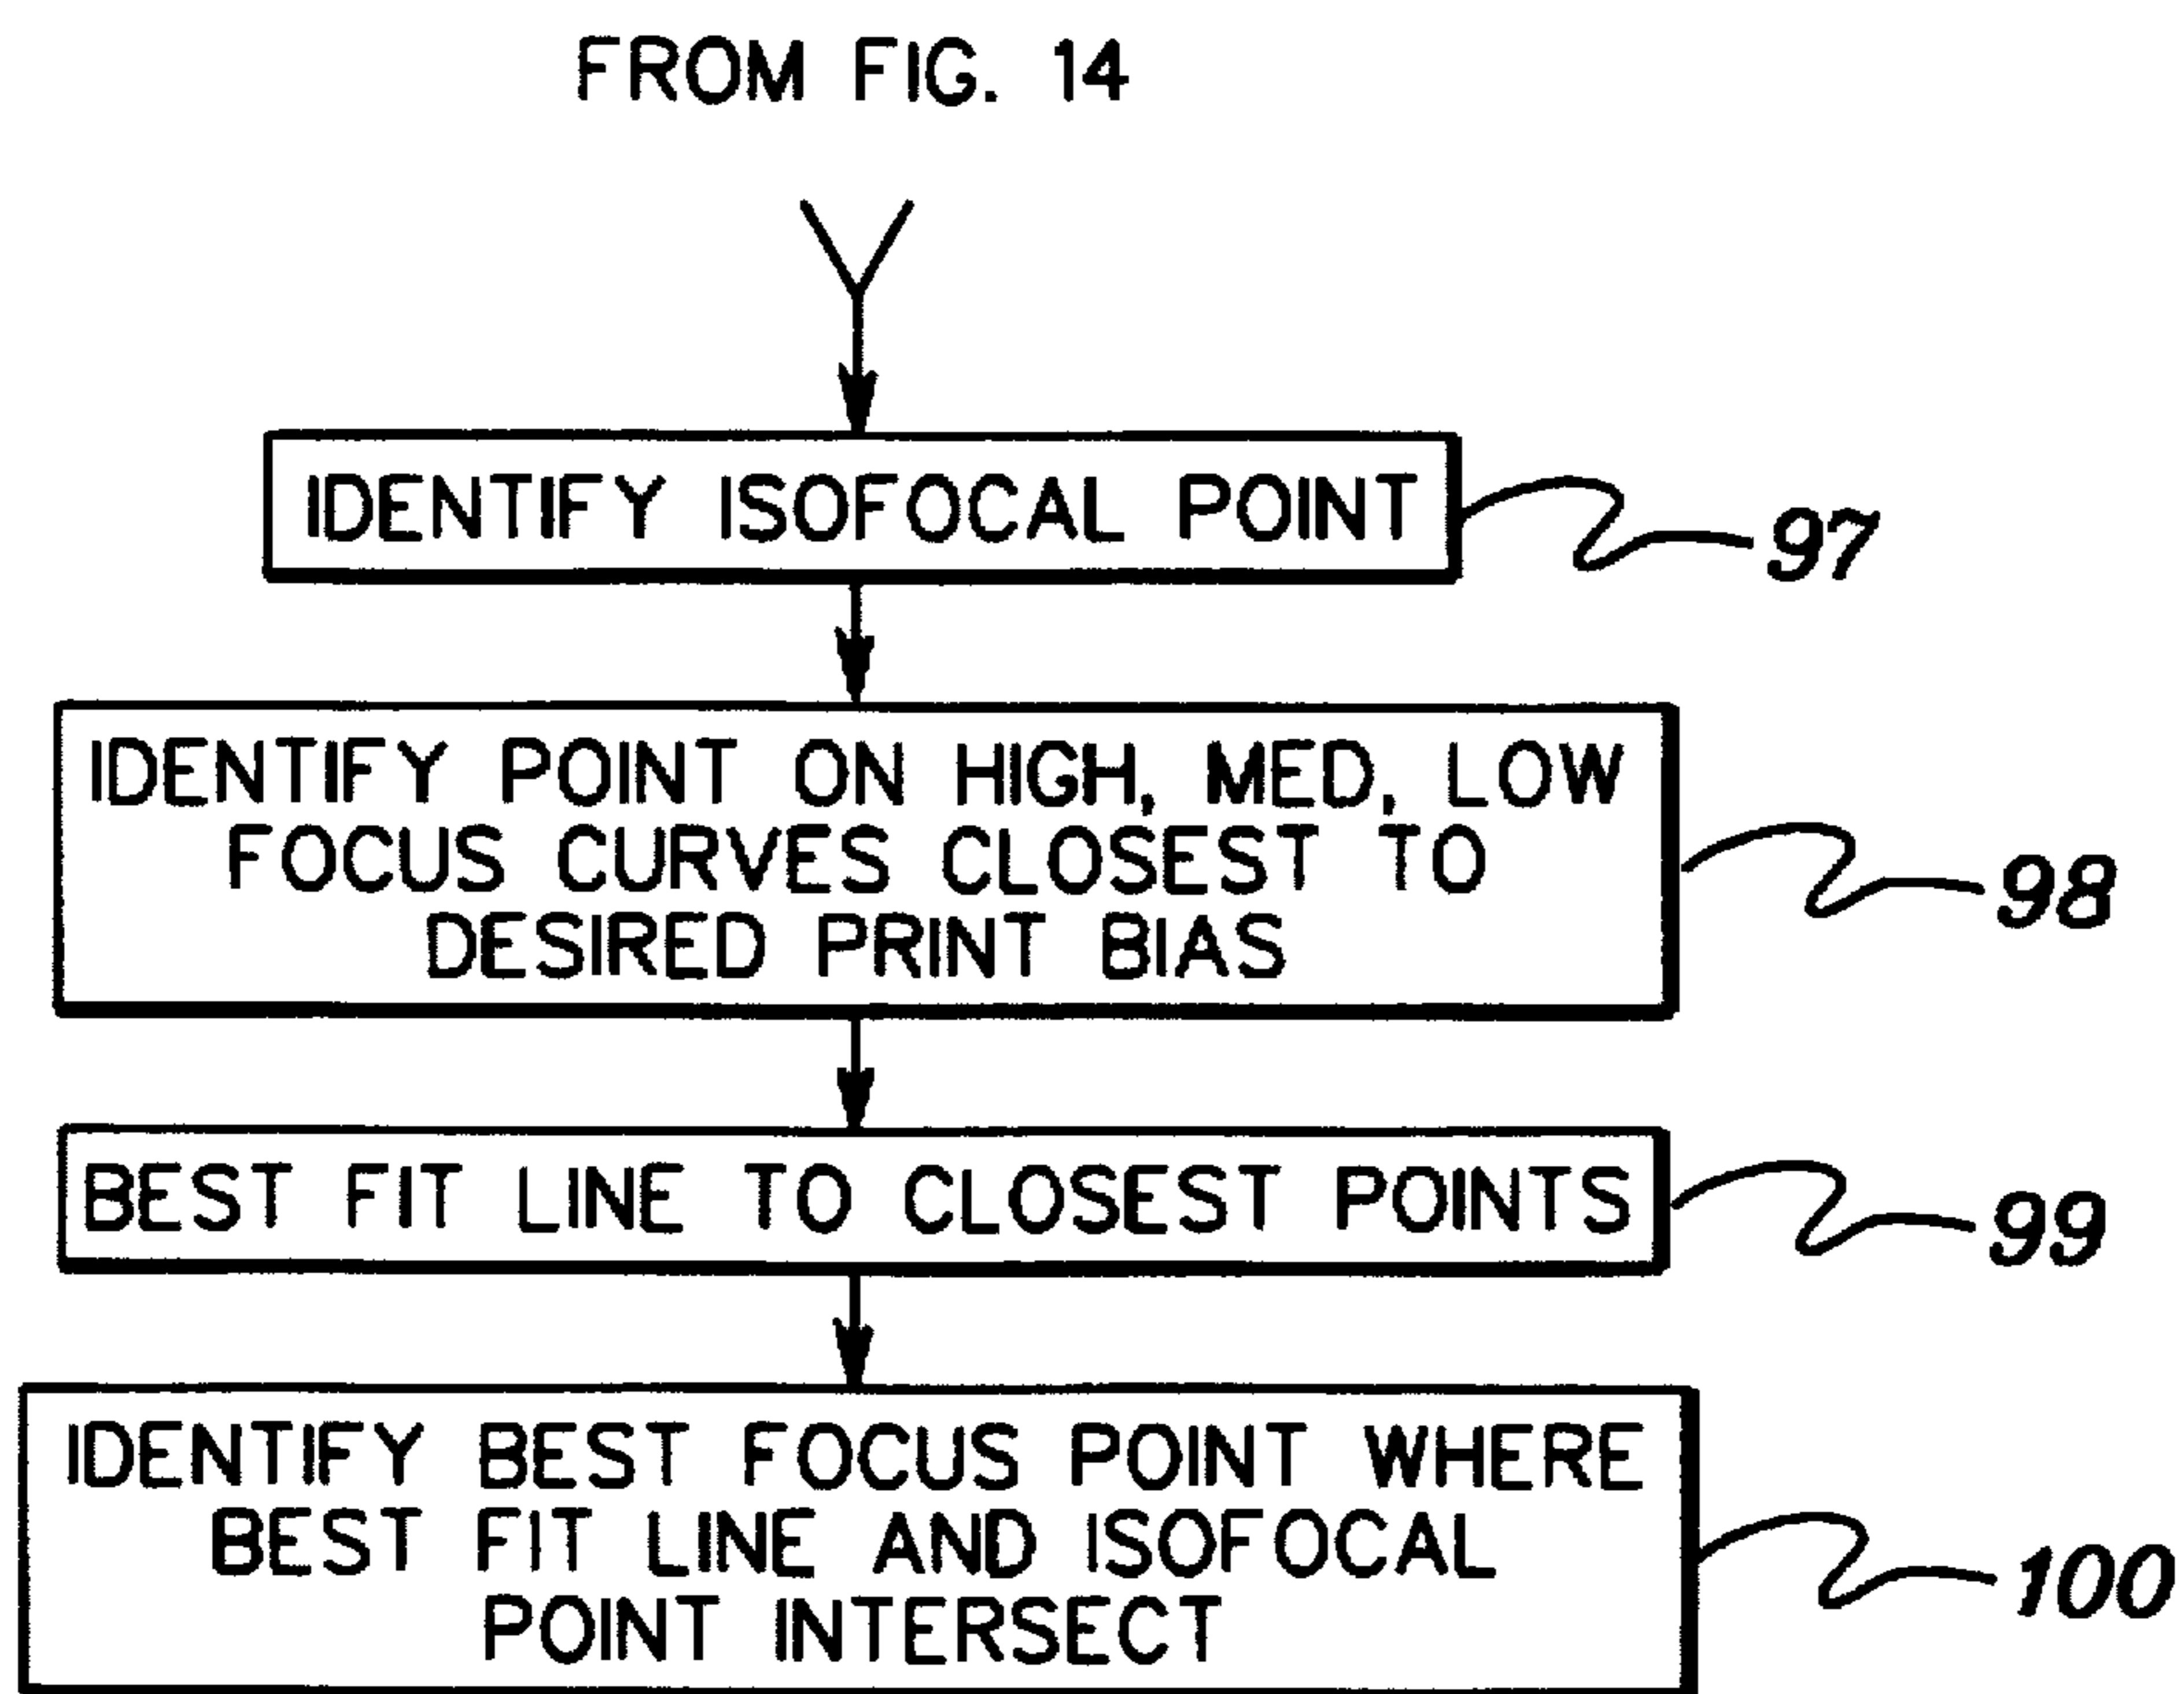 FROM FIG. 14
IDENTIFY ISOFOCAL POINT
97
IDENTIFY POINT ON HIGH, MED, LOW
FOCUS CURVES CLOSEST TO
DESIRED PRINT BIAS
98
BEST FIT LINE TO CLOSEST POINTS
99
IDENTIFY BEST FOCUS POINT WHERE
BEST FIT LINE AND ISOFOCAL
POINT INTERSECT
100